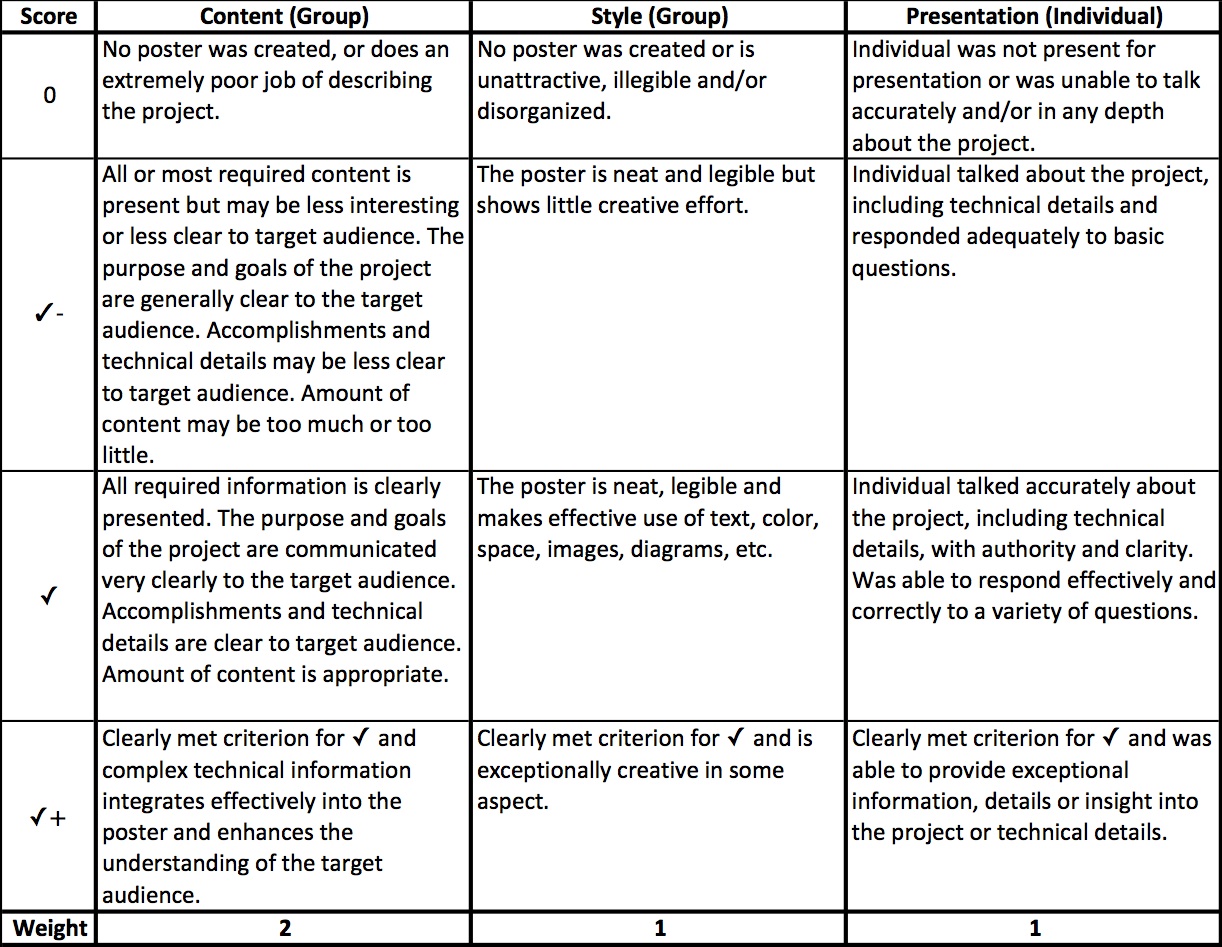 Score Content (Group) Style (Group) Presentation (Individual)
0
No poster was created, or does an
extremely poor job of describing
the project.
No poster was created or is
unattractive, illegible and/or
disorganized.
Individual was not present for
presentation or was unable to talk
accurately and/or in any depth
about the project.
✓-
All or most required content is
present but may be less interesting
or less clear to target audience. The
purpose and goals of the project
are generally clear to the target
audience. Accomplishments and
technical details may be less clear
to target audience. Amount of
content may be too much or too
little.
The poster is neat and legible but
shows little creative effort.
Individual talked about the project,
including technical details and
responded adequately to basic
questions.
✓
All required information is clearly
presented. The purpose and goals
of the project are communicated
very clearly to the target audience.
Accomplishments and technical
details are clear to target audience.
Amount of content is appropriate.
The poster is neat, legible and
makes effective use of text, color,
space, images, diagrams, etc.
Individual talked accurately about
the project, including technical
details, with authority and clarity.
Was able to respond effectively and
correctly to a variety of questions.
✓+
Clearly met criterion for ✓ and
complex technical information
integrates effectively into the
poster and enhances the
understanding of the target
audience.
Clearly met criterion for ✓ and is
exceptionally creative in some
aspect.
Clearly met criterion for ✓ and was
able to provide exceptional
information, details or insight into
the project or technical details.
Weight 2 1 1